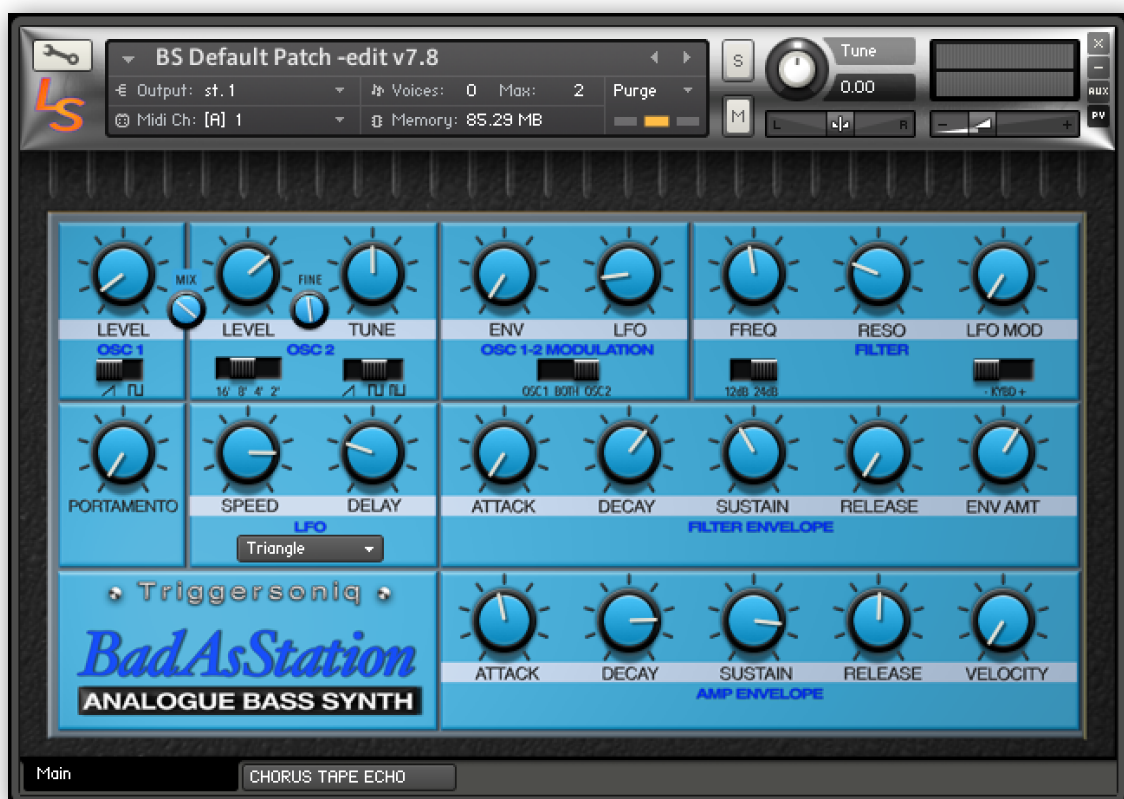 BS Default Patch -edit v7.8
Output: st.1
Voices: 0 Max: 2
Purge
Midi Ch: [A] 1
Memory: 85.29 MB
LS
S
M
Tune
0.00
L R
- +
x
-
AUX
PV
MIX
FINE
LEVEL
LEVEL
TUNE
ENV
LFO
FREQ
RESO
LFO MOD
OSC 1
OSC 2
OSC 1-2 MODULATION
FILTER
16' 8' 4' 2'
OSC1 BOTH OSC2
12dB 24dB
- KYBD +
PORTAMENTO
SPEED
DELAY
ATTACK
DECAY
SUSTAIN
RELEASE
ENV AMT
LFO
FILTER ENVELOPE
Triangle
Triggersoniq
BadAsStation
ANALOGUE BASS SYNTH
ATTACK
DECAY
SUSTAIN
RELEASE
VELOCITY
AMP ENVELOPE
Main
CHORUS TAPE ECHO